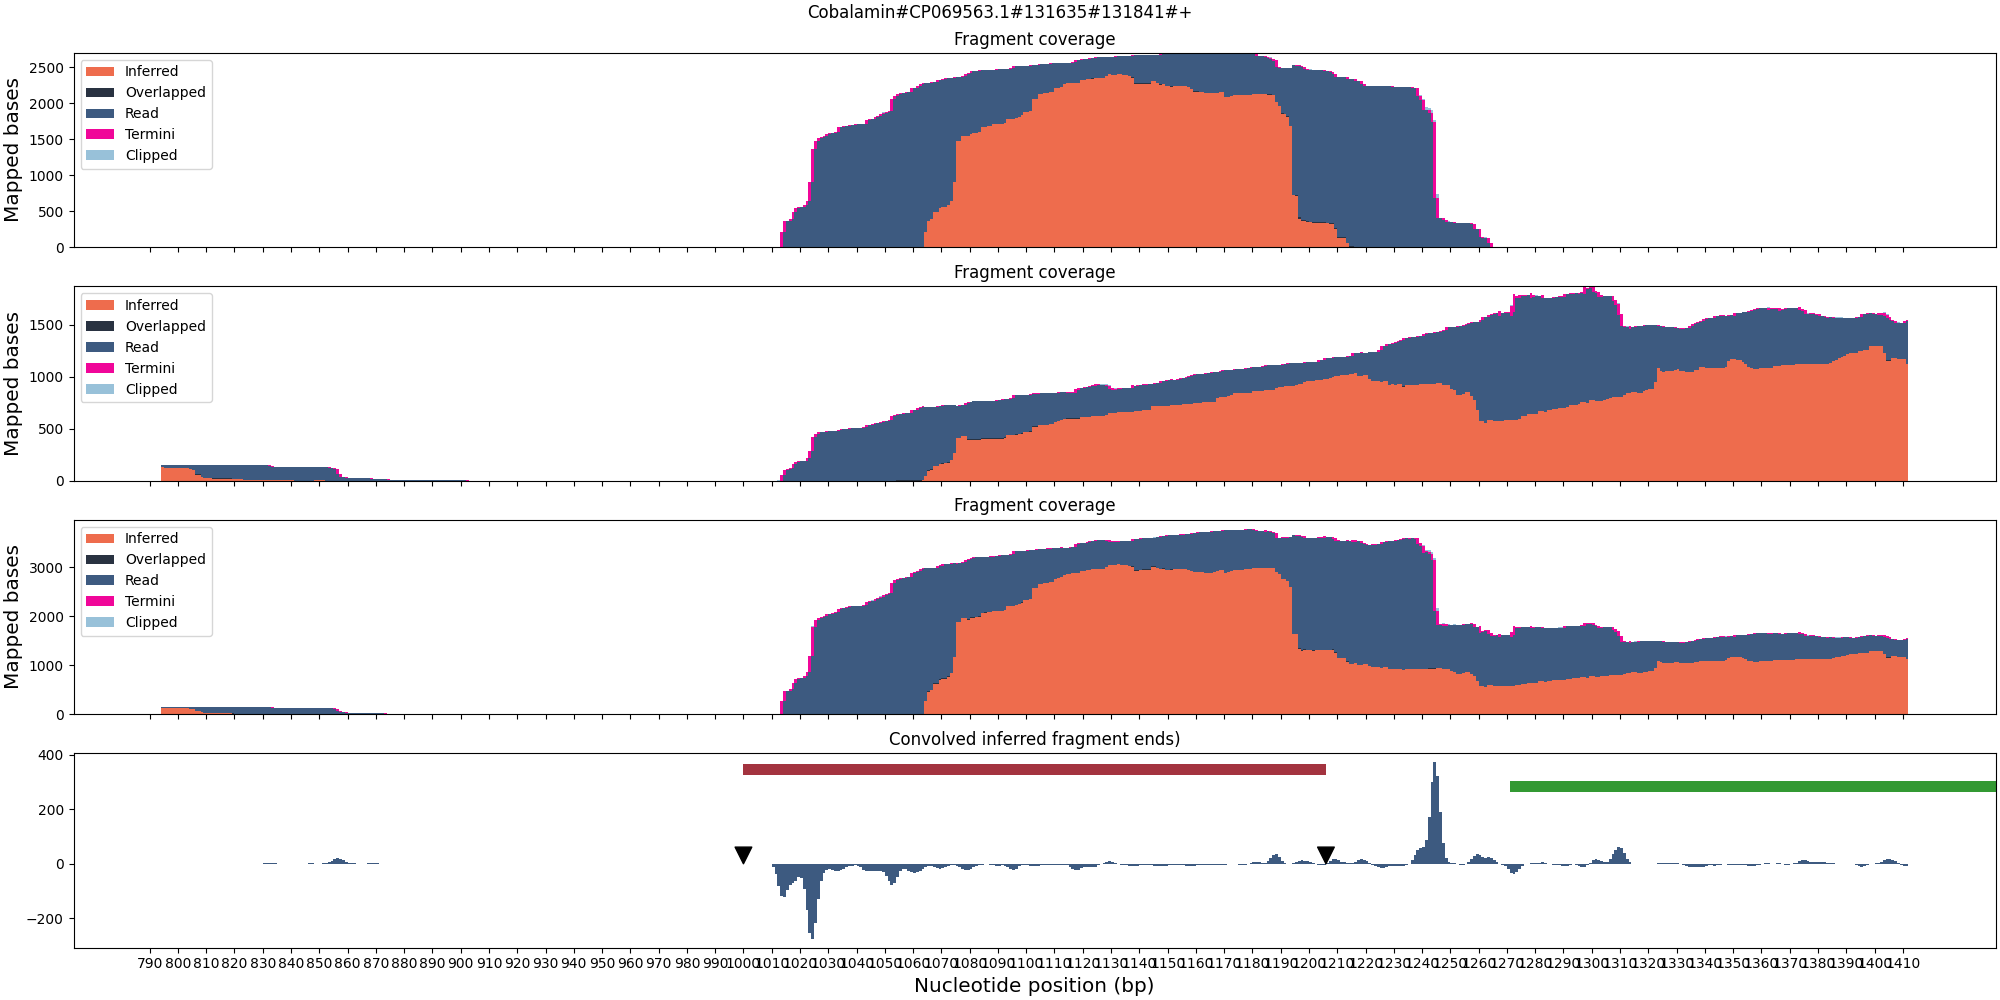 Cobalamin#CP069563.1#131635#131841#+
Fragment coverage
Mapped bases
2500
2000
1500
1000
500
0
Inferred
Overlapped
Read
Termini
Clipped
Fragment coverage
Mapped bases
1500
1000
500
0
Inferred
Overlapped
Read
Termini
Clipped
Fragment coverage
Mapped bases
3000
2000
1000
0
Inferred
Overlapped
Read
Termini
Clipped
Convolved inferred fragment ends)
400
200
0
−200
790 800 810 820 830 840 850 860 870 880 890 900 910 920 930 940 950 960 970 980 990 1000 1010 1020 1030 1040 1050 1060 1070 1080 1090 1100 1110 1120 1130 1140 1150 1160 1170 1180 1190 1200 1210 1220 1230 1240 1250 1260 1270 1280 1290 1300 1310 1320 1330 1340 1350 1360 1370 1380 1390 1400 1410
Nucleotide position (bp)